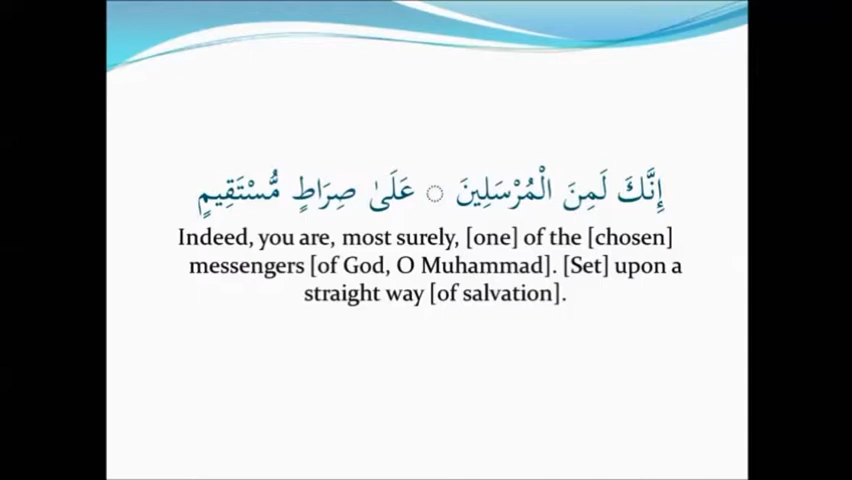 إِنَّكَ لَمِنَ الْمُرْسَلِينَ ۝ عَلَىٰ صِرَاطٍ مُّسْتَقِيمٍ
Indeed, you are, most surely, [one] of the [chosen]
messengers [of God, O Muhammad]. [Set] upon a
straight way [of salvation].